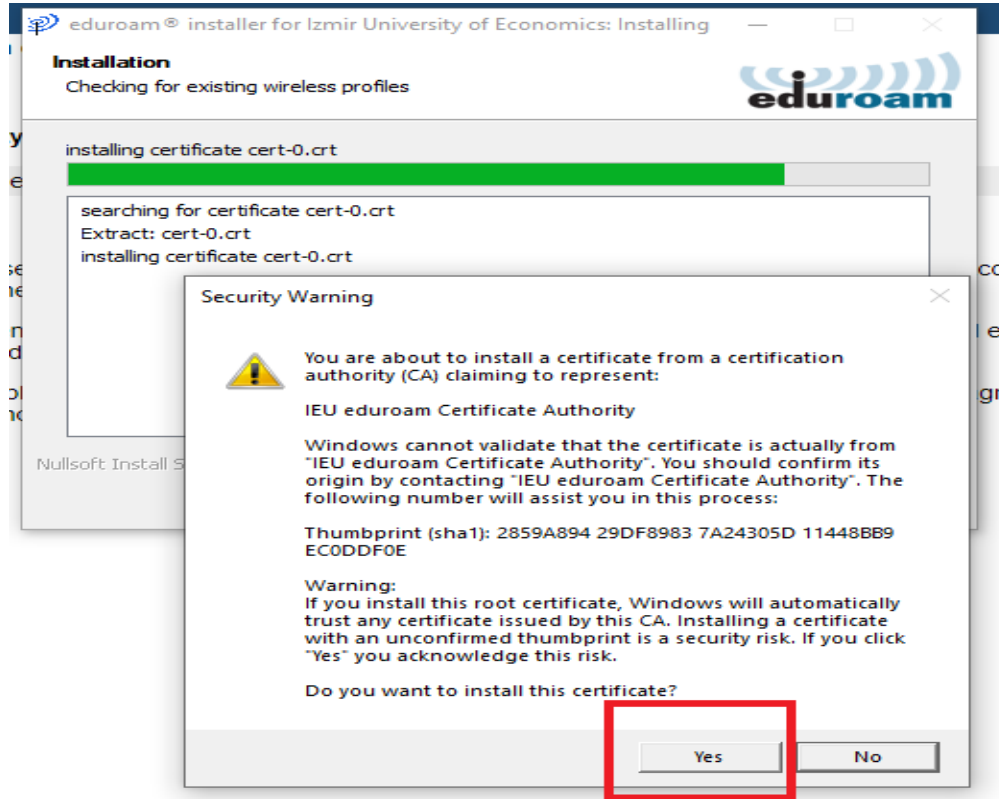 eduroam® installer for Izmir University of Economics: Installing
Installation
Checking for existing wireless profiles
eduroam
installing certificate cert-0.crt
searching for certificate cert-0.crt
Extract: cert-0.crt
installing certificate cert-0.crt
Security Warning
You are about to install a certificate from a certification
authority (CA) claiming to represent:
IEU eduroam Certificate Authority
Windows cannot validate that the certificate is actually from
"IEU eduroam Certificate Authority". You should confirm its
origin by contacting "IEU eduroam Certificate Authority". The
following number will assist you in this process:
Thumbprint (sha1): 2859A894 29DF8983 7A24305D 11448BB9
EC0DDF0E
Warning:
If you install this root certificate, Windows will automatically
trust any certificate issued by this CA. Installing a certificate
with an unconfirmed thumbprint is a security risk. If you click
"Yes" you acknowledge this risk.
Do you want to install this certificate?
Yes
No
Nullsoft Install S